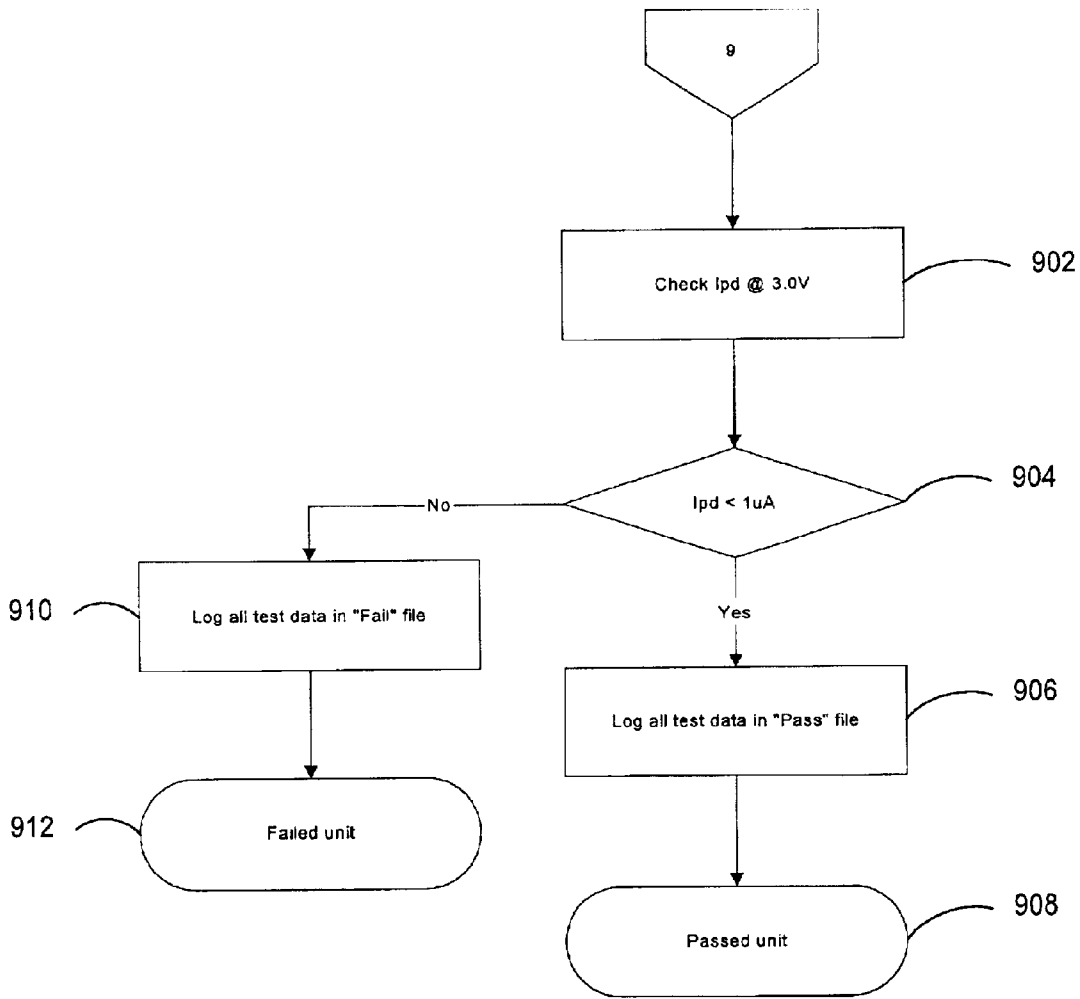 9
Check Ipd @ 3.0V
902
Ipd < 1uA
904
No
Yes
910
Log all test data in "Fail" file
Log all test data in "Pass" file
906
912
Failed unit
Passed unit
908